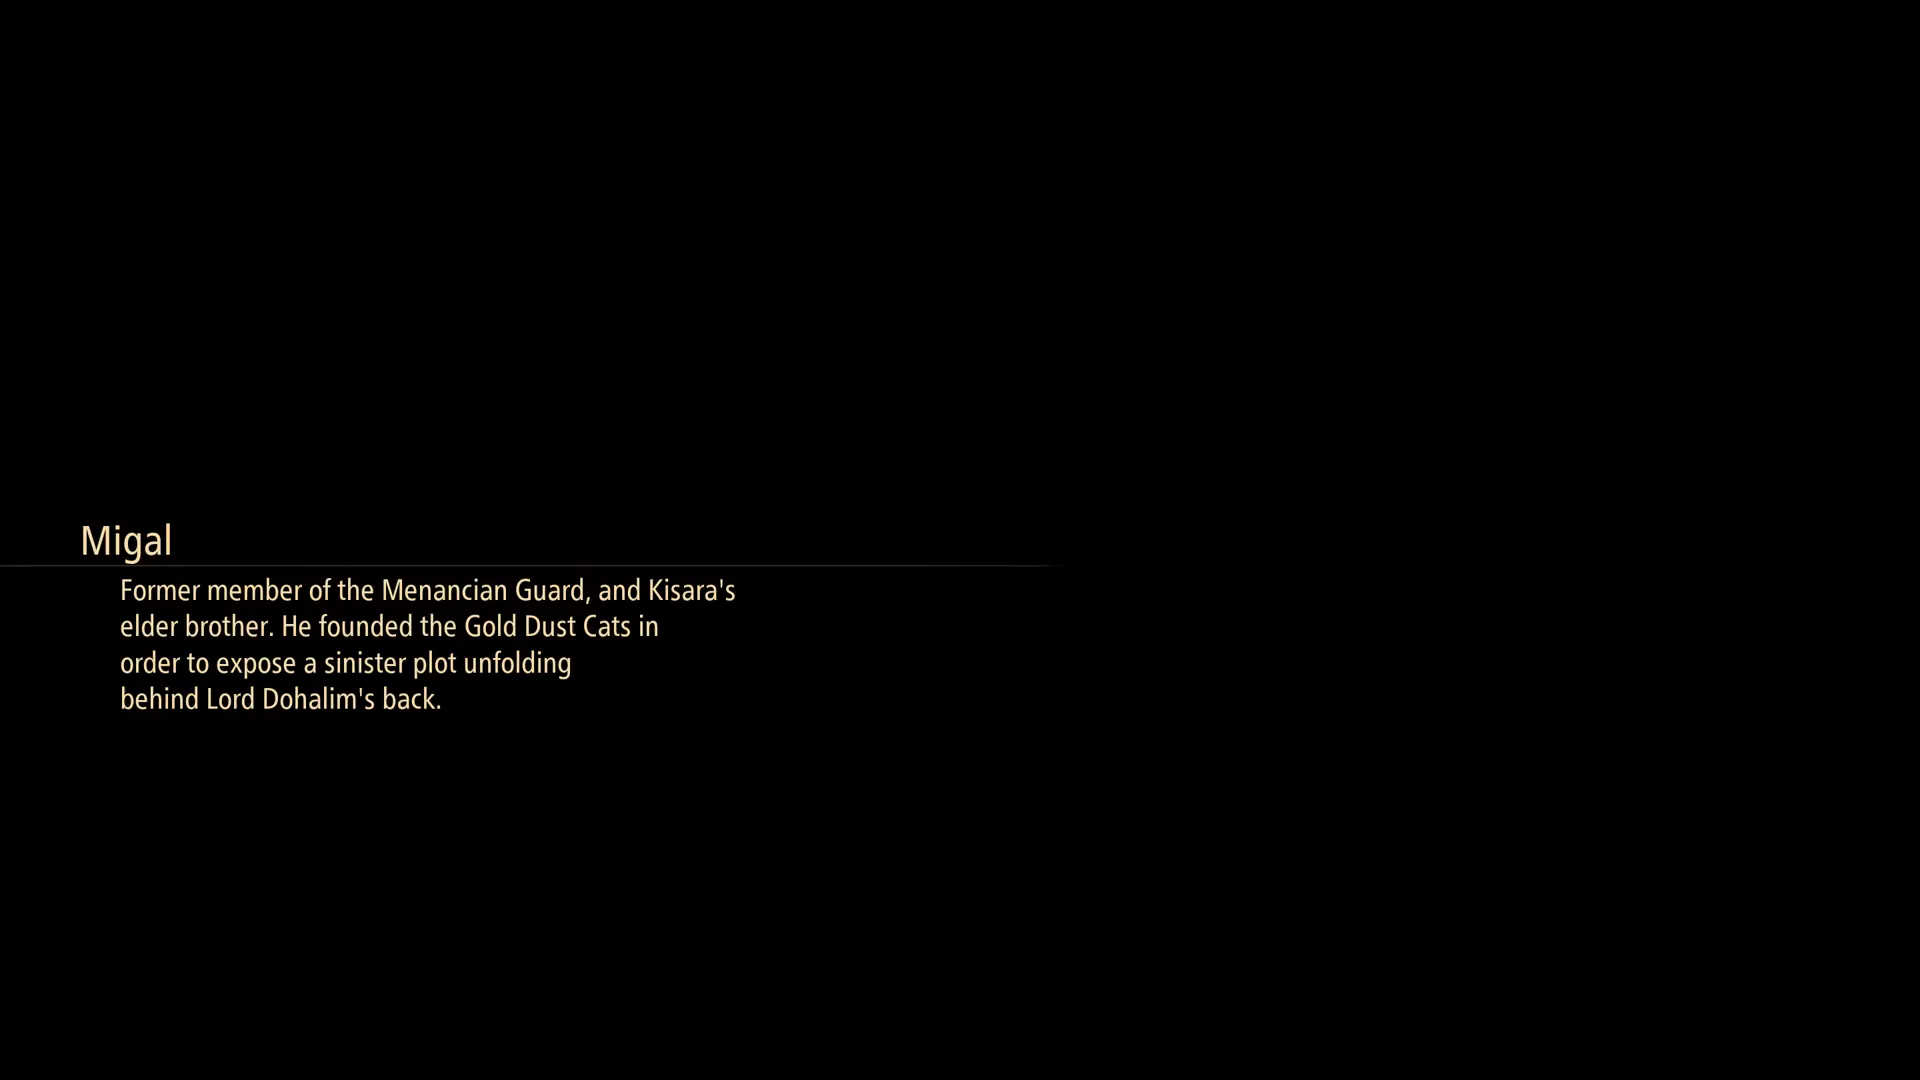 Migal
Former member of the Menancian Guard, and Kisara's
elder brother. He founded the Gold Dust Cats in
order to expose a sinister plot unfolding
behind Lord Dohalim's back.